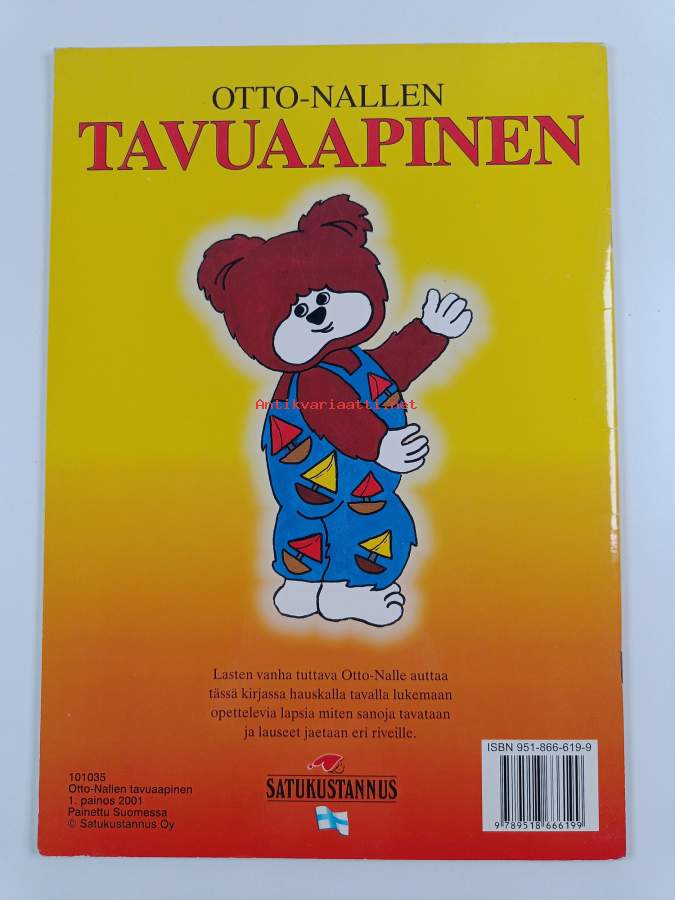 OTTO-NALLEN
TAVUAAPINEN
Antikvariaatti.net
Lasten vanha tuttava Otto-Nalle auttaa
tässä kirjassa hauskalla tavalla lukemaan
opettelevia lapsia miten sanoja tavataan
ja lauseet jaetaan eri riveille.
101035
Otto-Nallen tavuaapinen
1. painos 2001
Painettu Suomessa
© Satukustannus Oy
SATUKUSTANNUS
ISBN 951-866-619-9
9 789518 666199